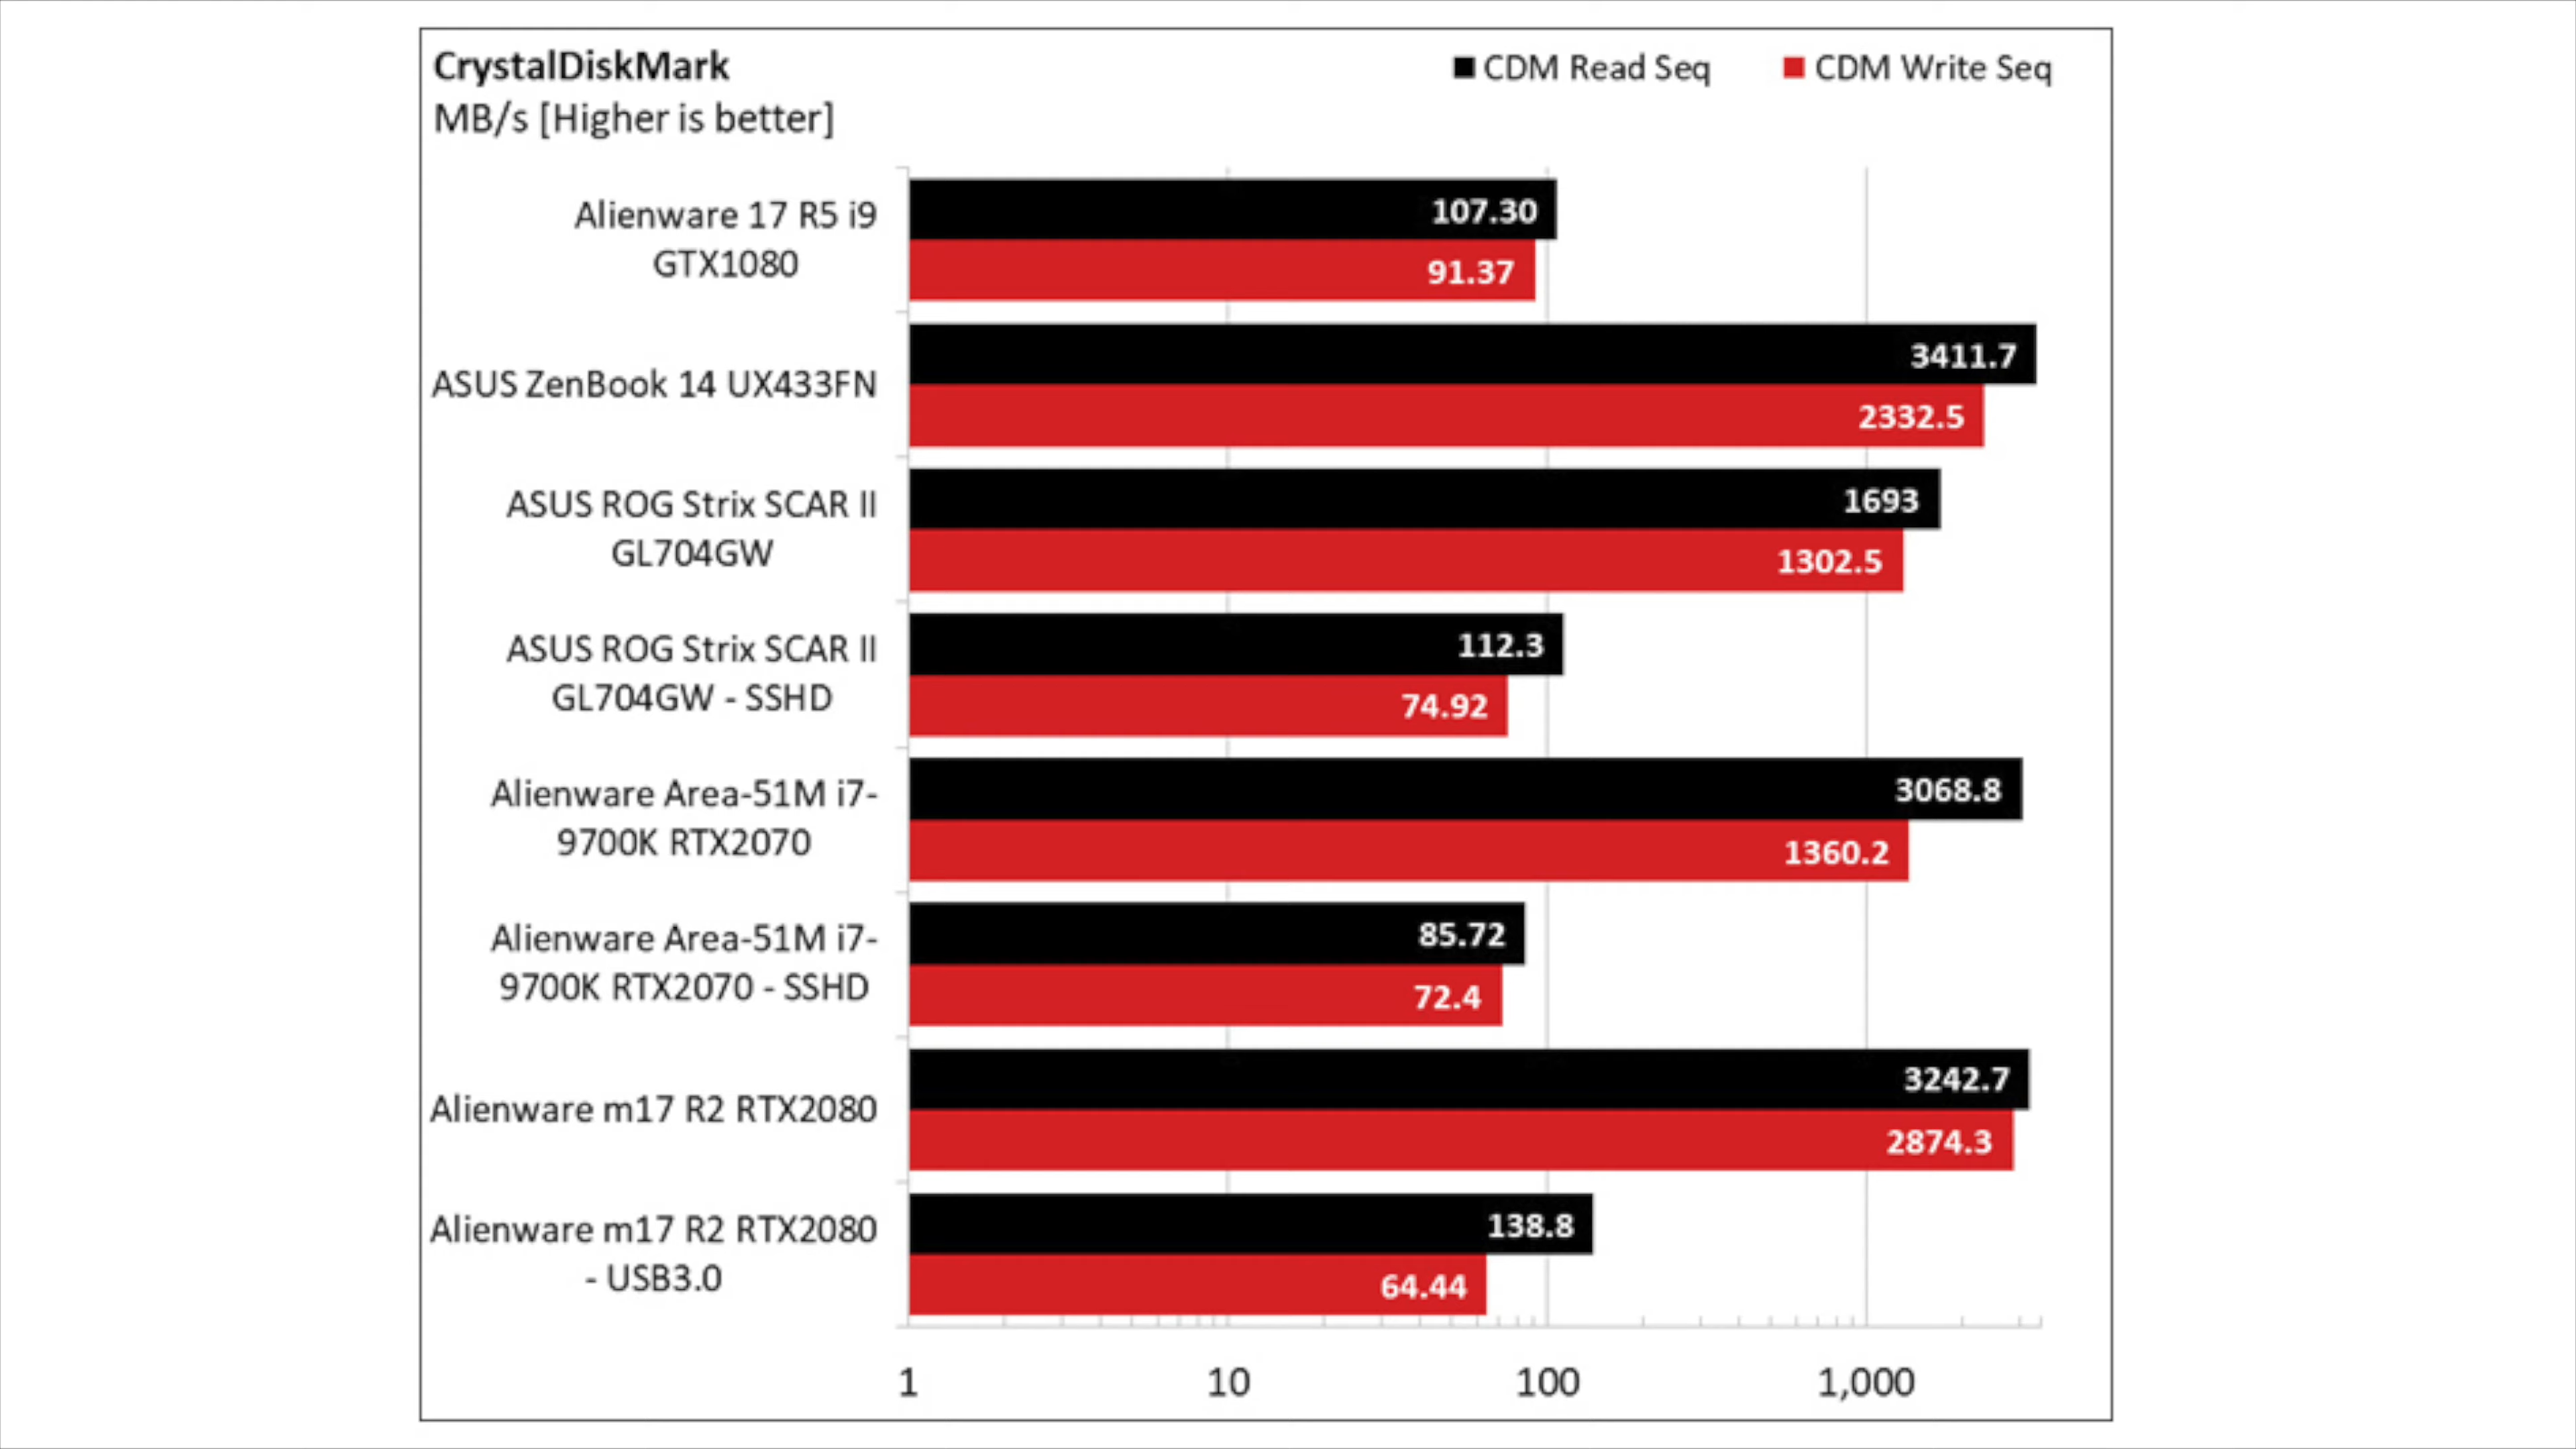 CrystalDiskMark
MB/s [Higher is better]
CDM Read Seq
CDM Write Seq
Alienware 17 R5 i9
GTX1080
107.30
91.37
ASUS ZenBook 14 UX433FN
3411.7
2332.5
ASUS ROG Strix SCAR II
GL704GW
1693
1302.5
ASUS ROG Strix SCAR II
GL704GW - SSHD
112.3
74.92
Alienware Area-51M i7-
9700K RTX2070
3068.8
1360.2
Alienware Area-51M i7-
9700K RTX2070 - SSHD
85.72
72.4
Alienware m17 R2 RTX2080
3242.7
2874.3
Alienware m17 R2 RTX2080
- USB3.0
138.8
64.44
1
10
100
1,000